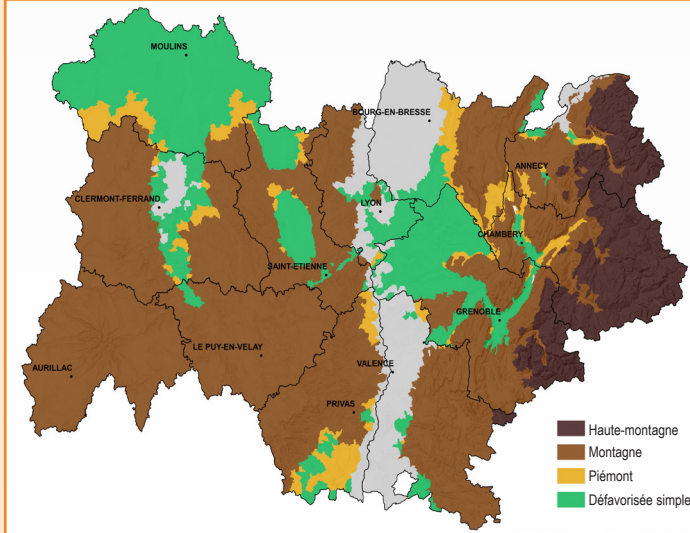 MOULINS
BOURG-EN-BRESSE
ANNECY
CLERMONT-FERRAND
LYON
CHAMBERY
SAINT-ETIENNE
GRENOBLE
LE PUY-EN-VELAY
VALENCE
AURILLAC
PRIVAS
Haute-montagne
Montagne
Piémont
Défavorisée simple